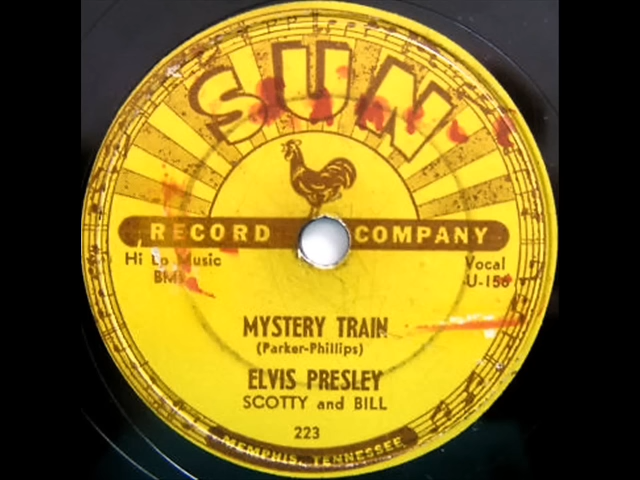 SUN
RECORD COMPANY
Hi Lo Music
BMI
Vocal
U-156
MYSTERY TRAIN
(Parker-Phillips)
ELVIS PRESLEY
SCOTTY and BILL
223
MEMPHIS, TENNESSEE